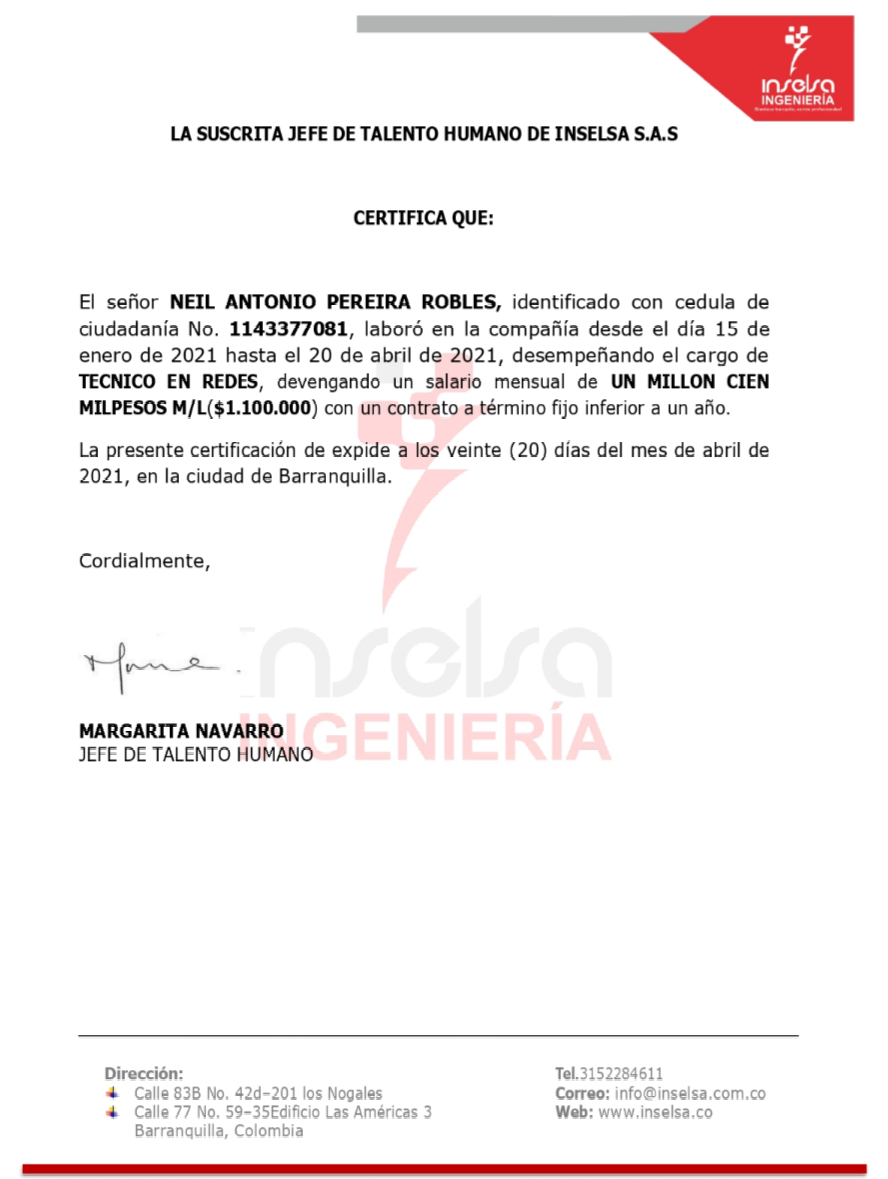 inselsa
INGENIERÍA
LA SUSCRITA JEFE DE TALENTO HUMANO DE INSELSA S.A.S
CERTIFICA QUE:
El señor NEIL ANTONIO PEREIRA ROBLES, identificado con cedula de
ciudadanía No. 1143377081, laboró en la compañía desde el día 15 de
enero de 2021 hasta el 20 de abril de 2021, desempeñando el cargo de
TECNICO EN REDES, devengando un salario mensual de UN MILLON CIEN
MILPESOS M/L($1.100.000) con un contrato a término fijo inferior a un año.
La presente certificación de expide a los veinte (20) días del mes de abril de
2021, en la ciudad de Barranquilla.
Cordialmente,
inselsa
INGENIERÍA
MARGARITA NAVARRO
JEFE DE TALENTO HUMANO
Dirección:
Calle 83B No. 42d–201 los Nogales
Calle 77 No. 59–35Edificio Las Américas 3
Barranquilla, Colombia
Tel.3152284611
Correo: info@inselsa.com.co
Web: www.inselsa.co